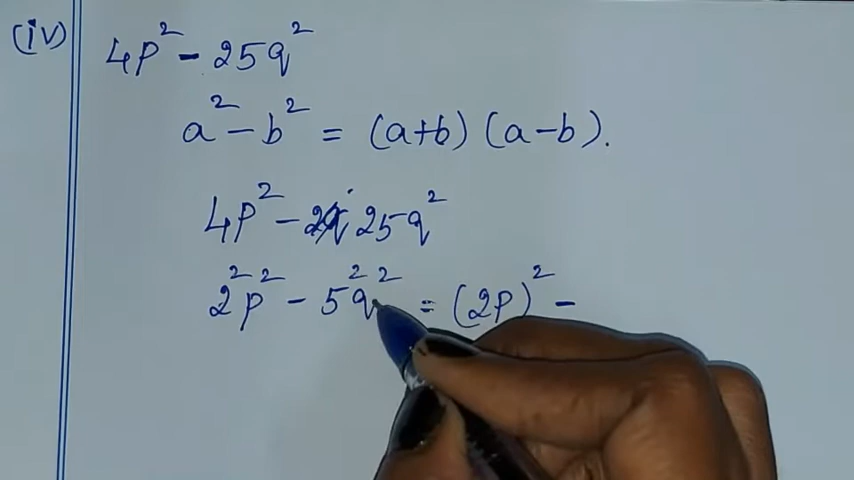 (iv) 4p² - 25q²
a² - b² = (a+b) (a-b).
4p² - 25q²
2²p² - 5²q² = (2p)² -